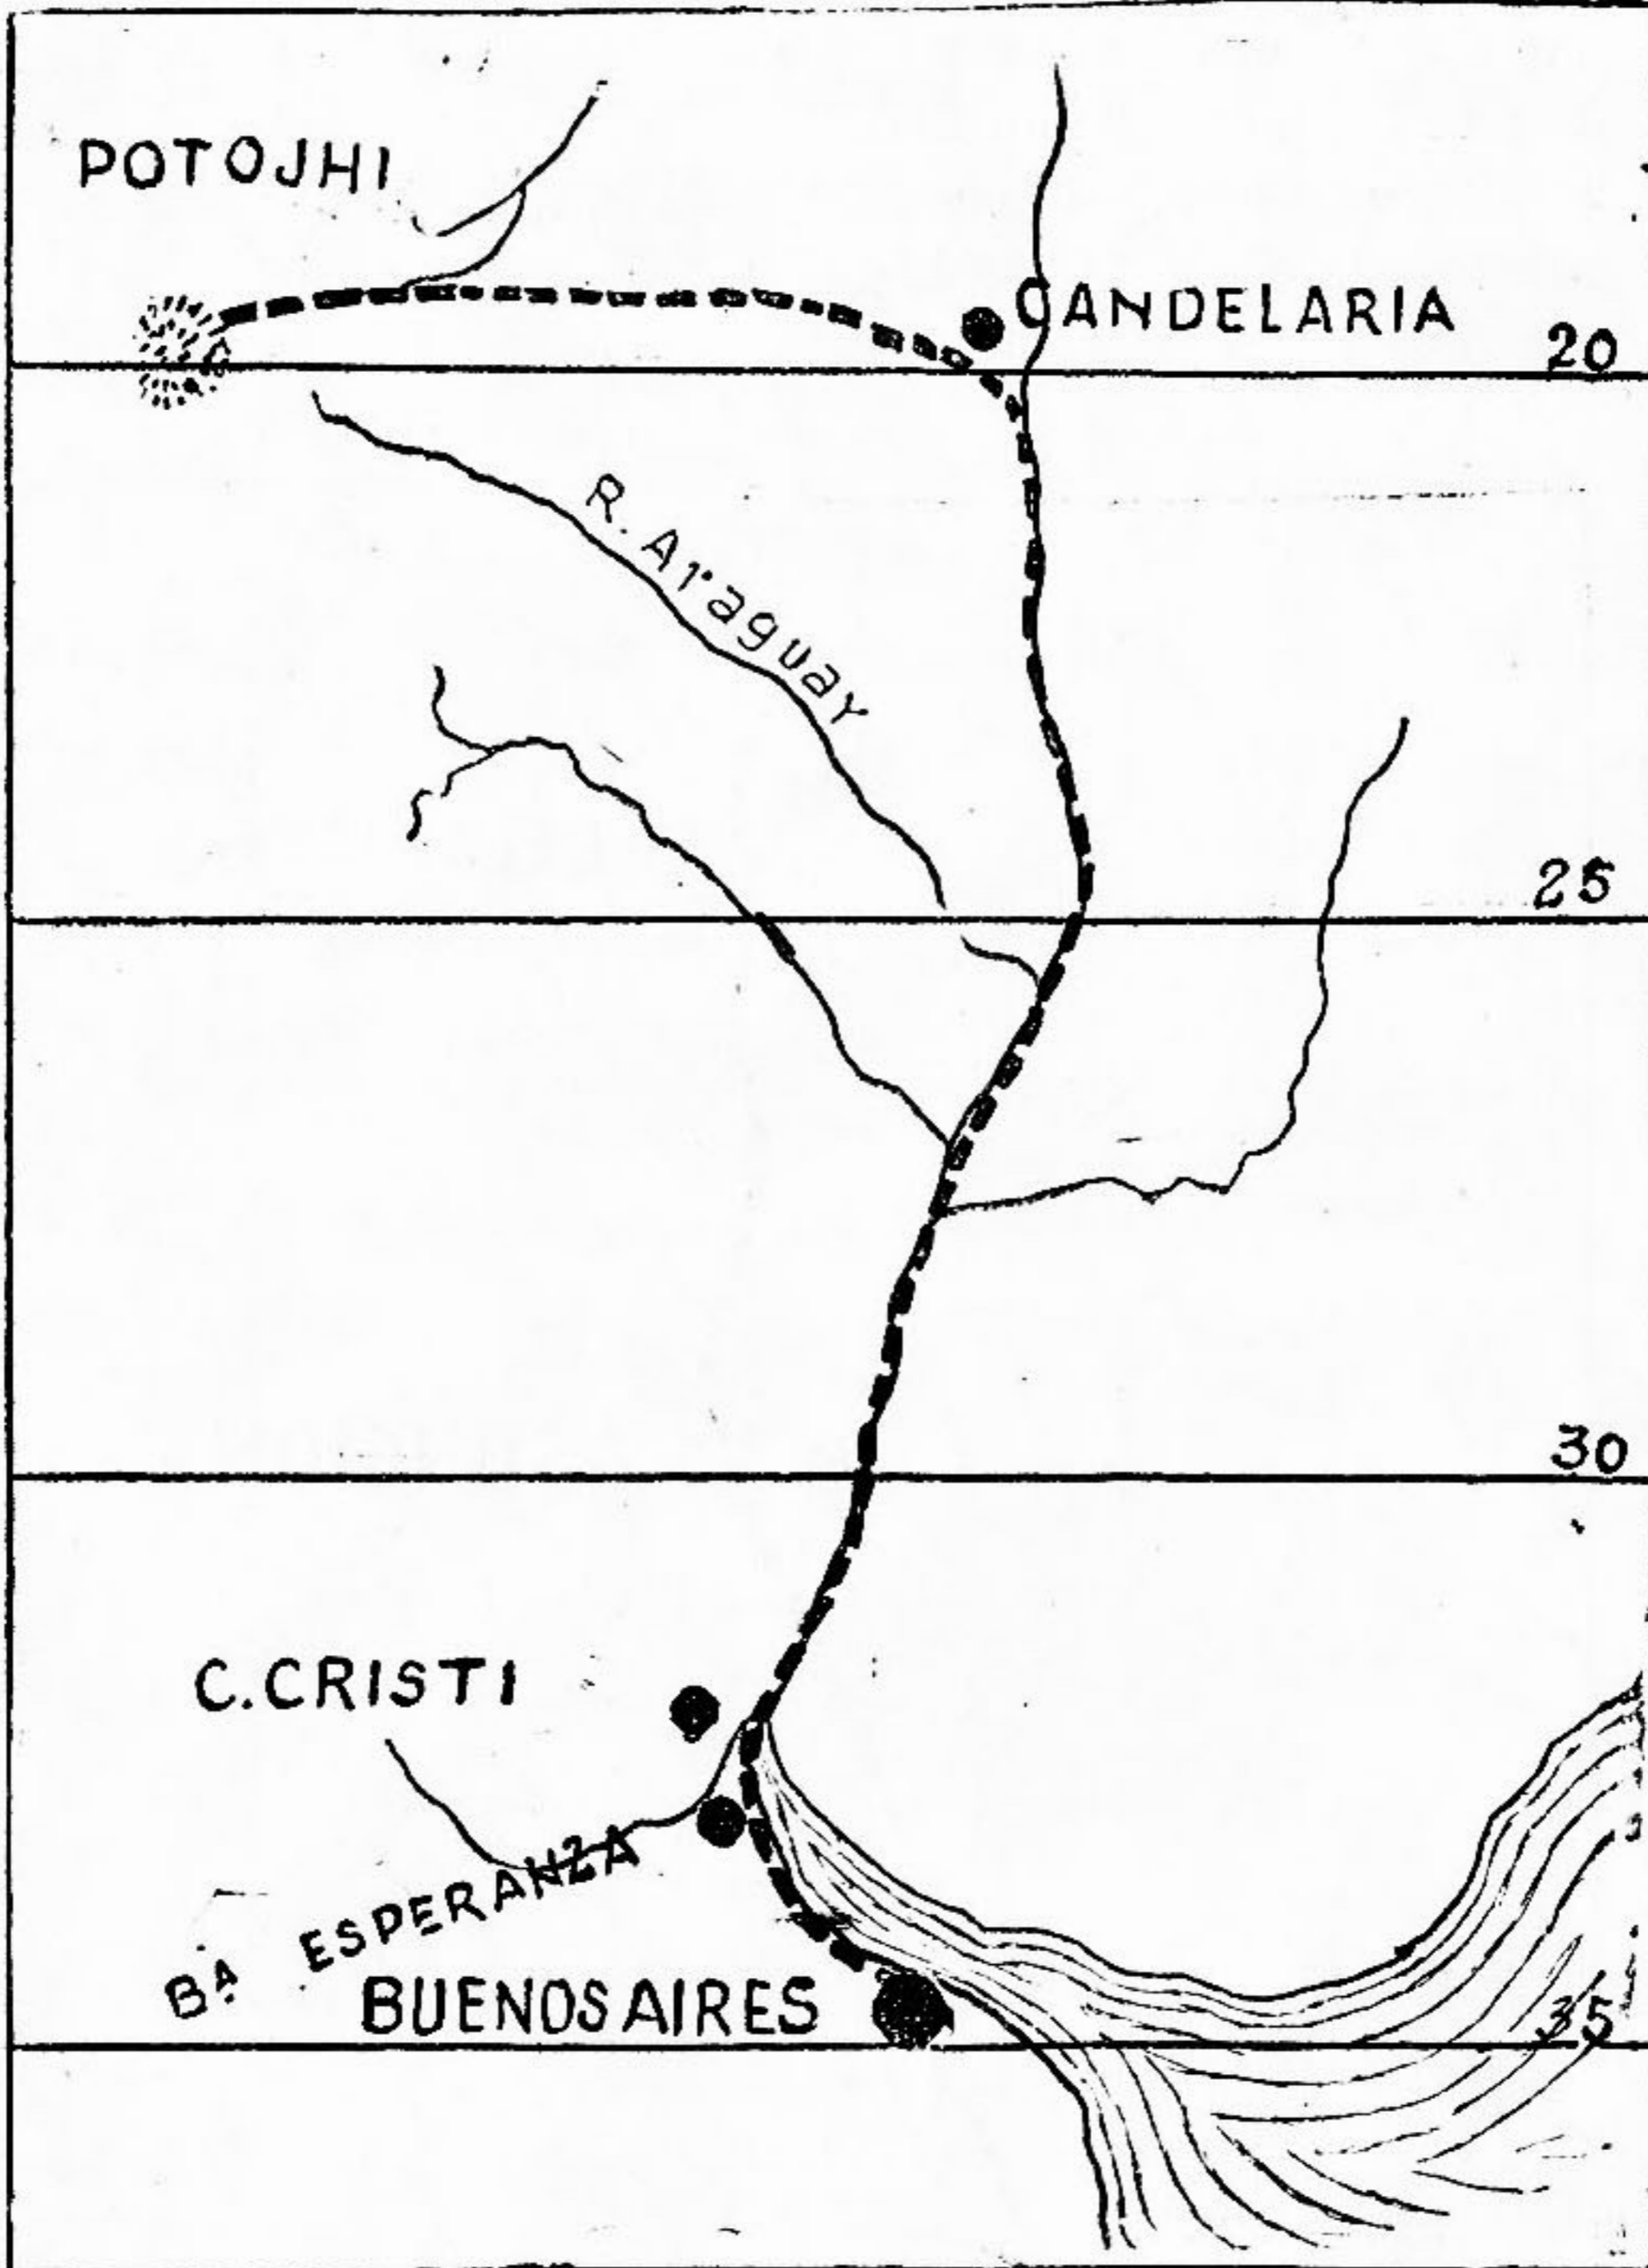 POTOJHI
CANDELARIA
20
R. Araguay
25
30
C. CRISTI
Bᴬ ESPERANZA
BUENOS AIRES
35